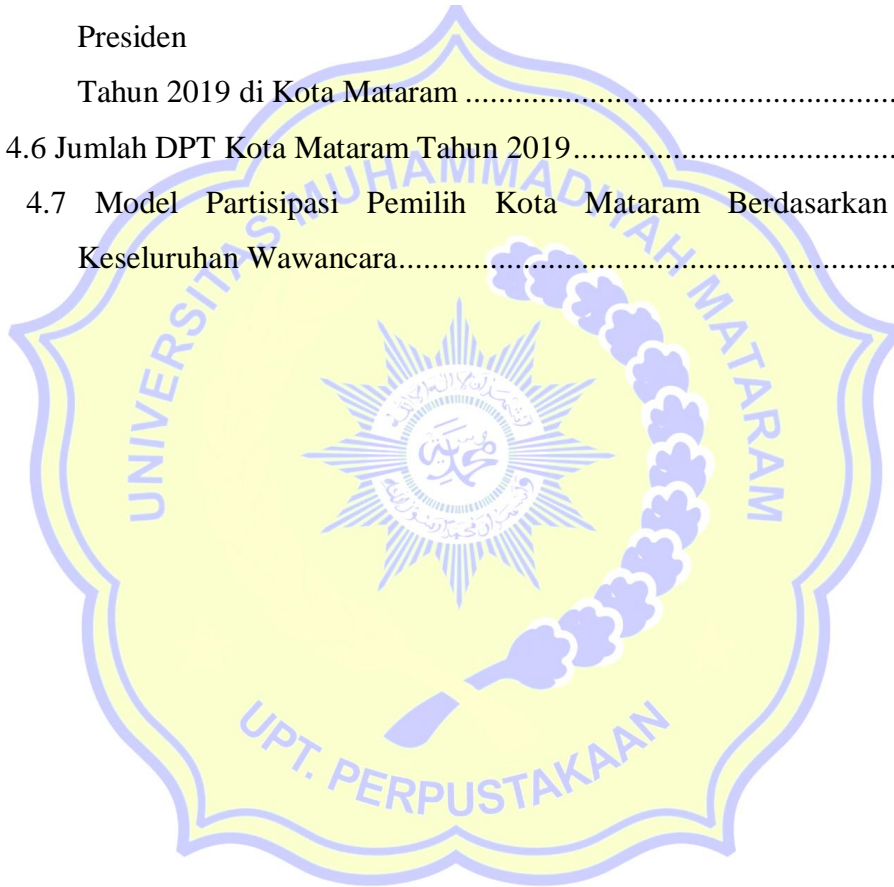 Presiden
Tahun 2019 di Kota Mataram ....................................................
4.6 Jumlah DPT Kota Mataram Tahun 2019.......................................
4.7 Model Partisipasi Pemilih Kota Mataram Berdasarkan
Keseluruhan Wawancara............................................................
UNIVERSITAS MUHAMMADIYAH MATARAM
UPT. PERPUSTAKAAN